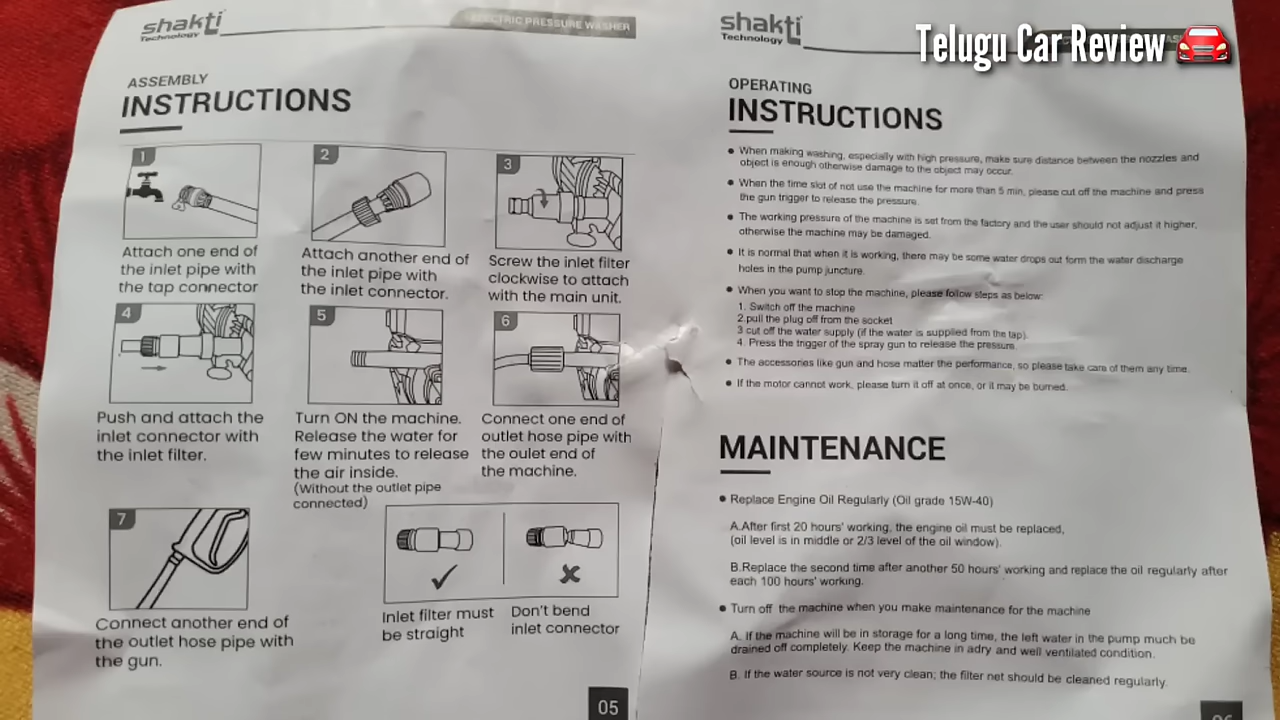 shakti
Technology
ELECTRIC PRESSURE WASHER
ASSEMBLY
INSTRUCTIONS
1
2
3
Attach one end of
the inlet pipe with
the tap connector
Attach another end of
the inlet pipe with
the inlet connector.
Screw the inlet filter
clockwise to attach
with the main unit.
4
5
6
Push and attach the
inlet connector with
the inlet filter.
Turn ON the machine.
Release the water for
few minutes to release
the air inside.
(Without the outlet pipe
connected)
Connect one end of
outlet hose pipe with
the oulet end of
the machine.
7
Connect another end of
the outlet hose pipe with
the gun.
Inlet filter must
be straight
Don't bend
inlet connector
05
shakti
Technology
Telugu Car Review
OPERATING
INSTRUCTIONS
• When making washing, especially with high pressure, make sure distance between the nozzles and
object is enough otherwise damage to the object may occur.
• When the time slot of not use the machine for more than 5 min, please cut off the machine and press
the gun trigger to release the pressure.
• The working pressure of the machine is set from the factory and the user should not adjust it higher,
otherwise the machine may be damaged.
• It is normal that when it is working, there may be some water drops out form the water discharge
holes in the pump juncture.
• When you want to stop the machine, please follow steps as below:
1. Switch off the machine
2.pull the plug off from the socket
3 cut off the water supply (if the water is supplied from the tap).
4. Press the trigger of the spray gun to release the pressure.
• The accessories like gun and hose matter the performance, so please take care of them any time.
• If the motor cannot work, please turn it off at once, or it may be burned.
MAINTENANCE
• Replace Engine Oil Regularly (Oil grade 15W-40)
A.After first 20 hours' working, the engine oil must be replaced,
(oil level is in middle or 2/3 level of the oil window).
B.Replace the second time after another 50 hours' working and replace the oil regularly after
each 100 hours' working.
• Turn off the machine when you make maintenance for the machine
A. If the machine will be in storage for a long time, the left water in the pump much be
drained off completely. Keep the machine in adry and well ventilated condition.
B. If the water source is not very clean; the filter net should be cleaned regularly.